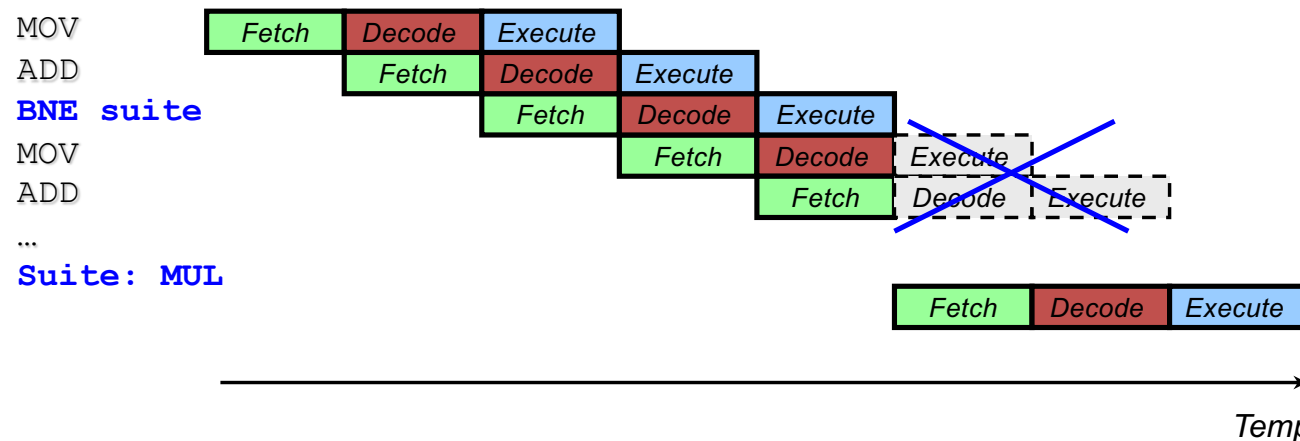 MOV Fetch Decode Execute
ADD Fetch Decode Execute
BNE suite Fetch Decode Execute
MOV Fetch Decode Execute
ADD Fetch Decode Execute
…
Suite: MUL
Fetch Decode Execute
Temp